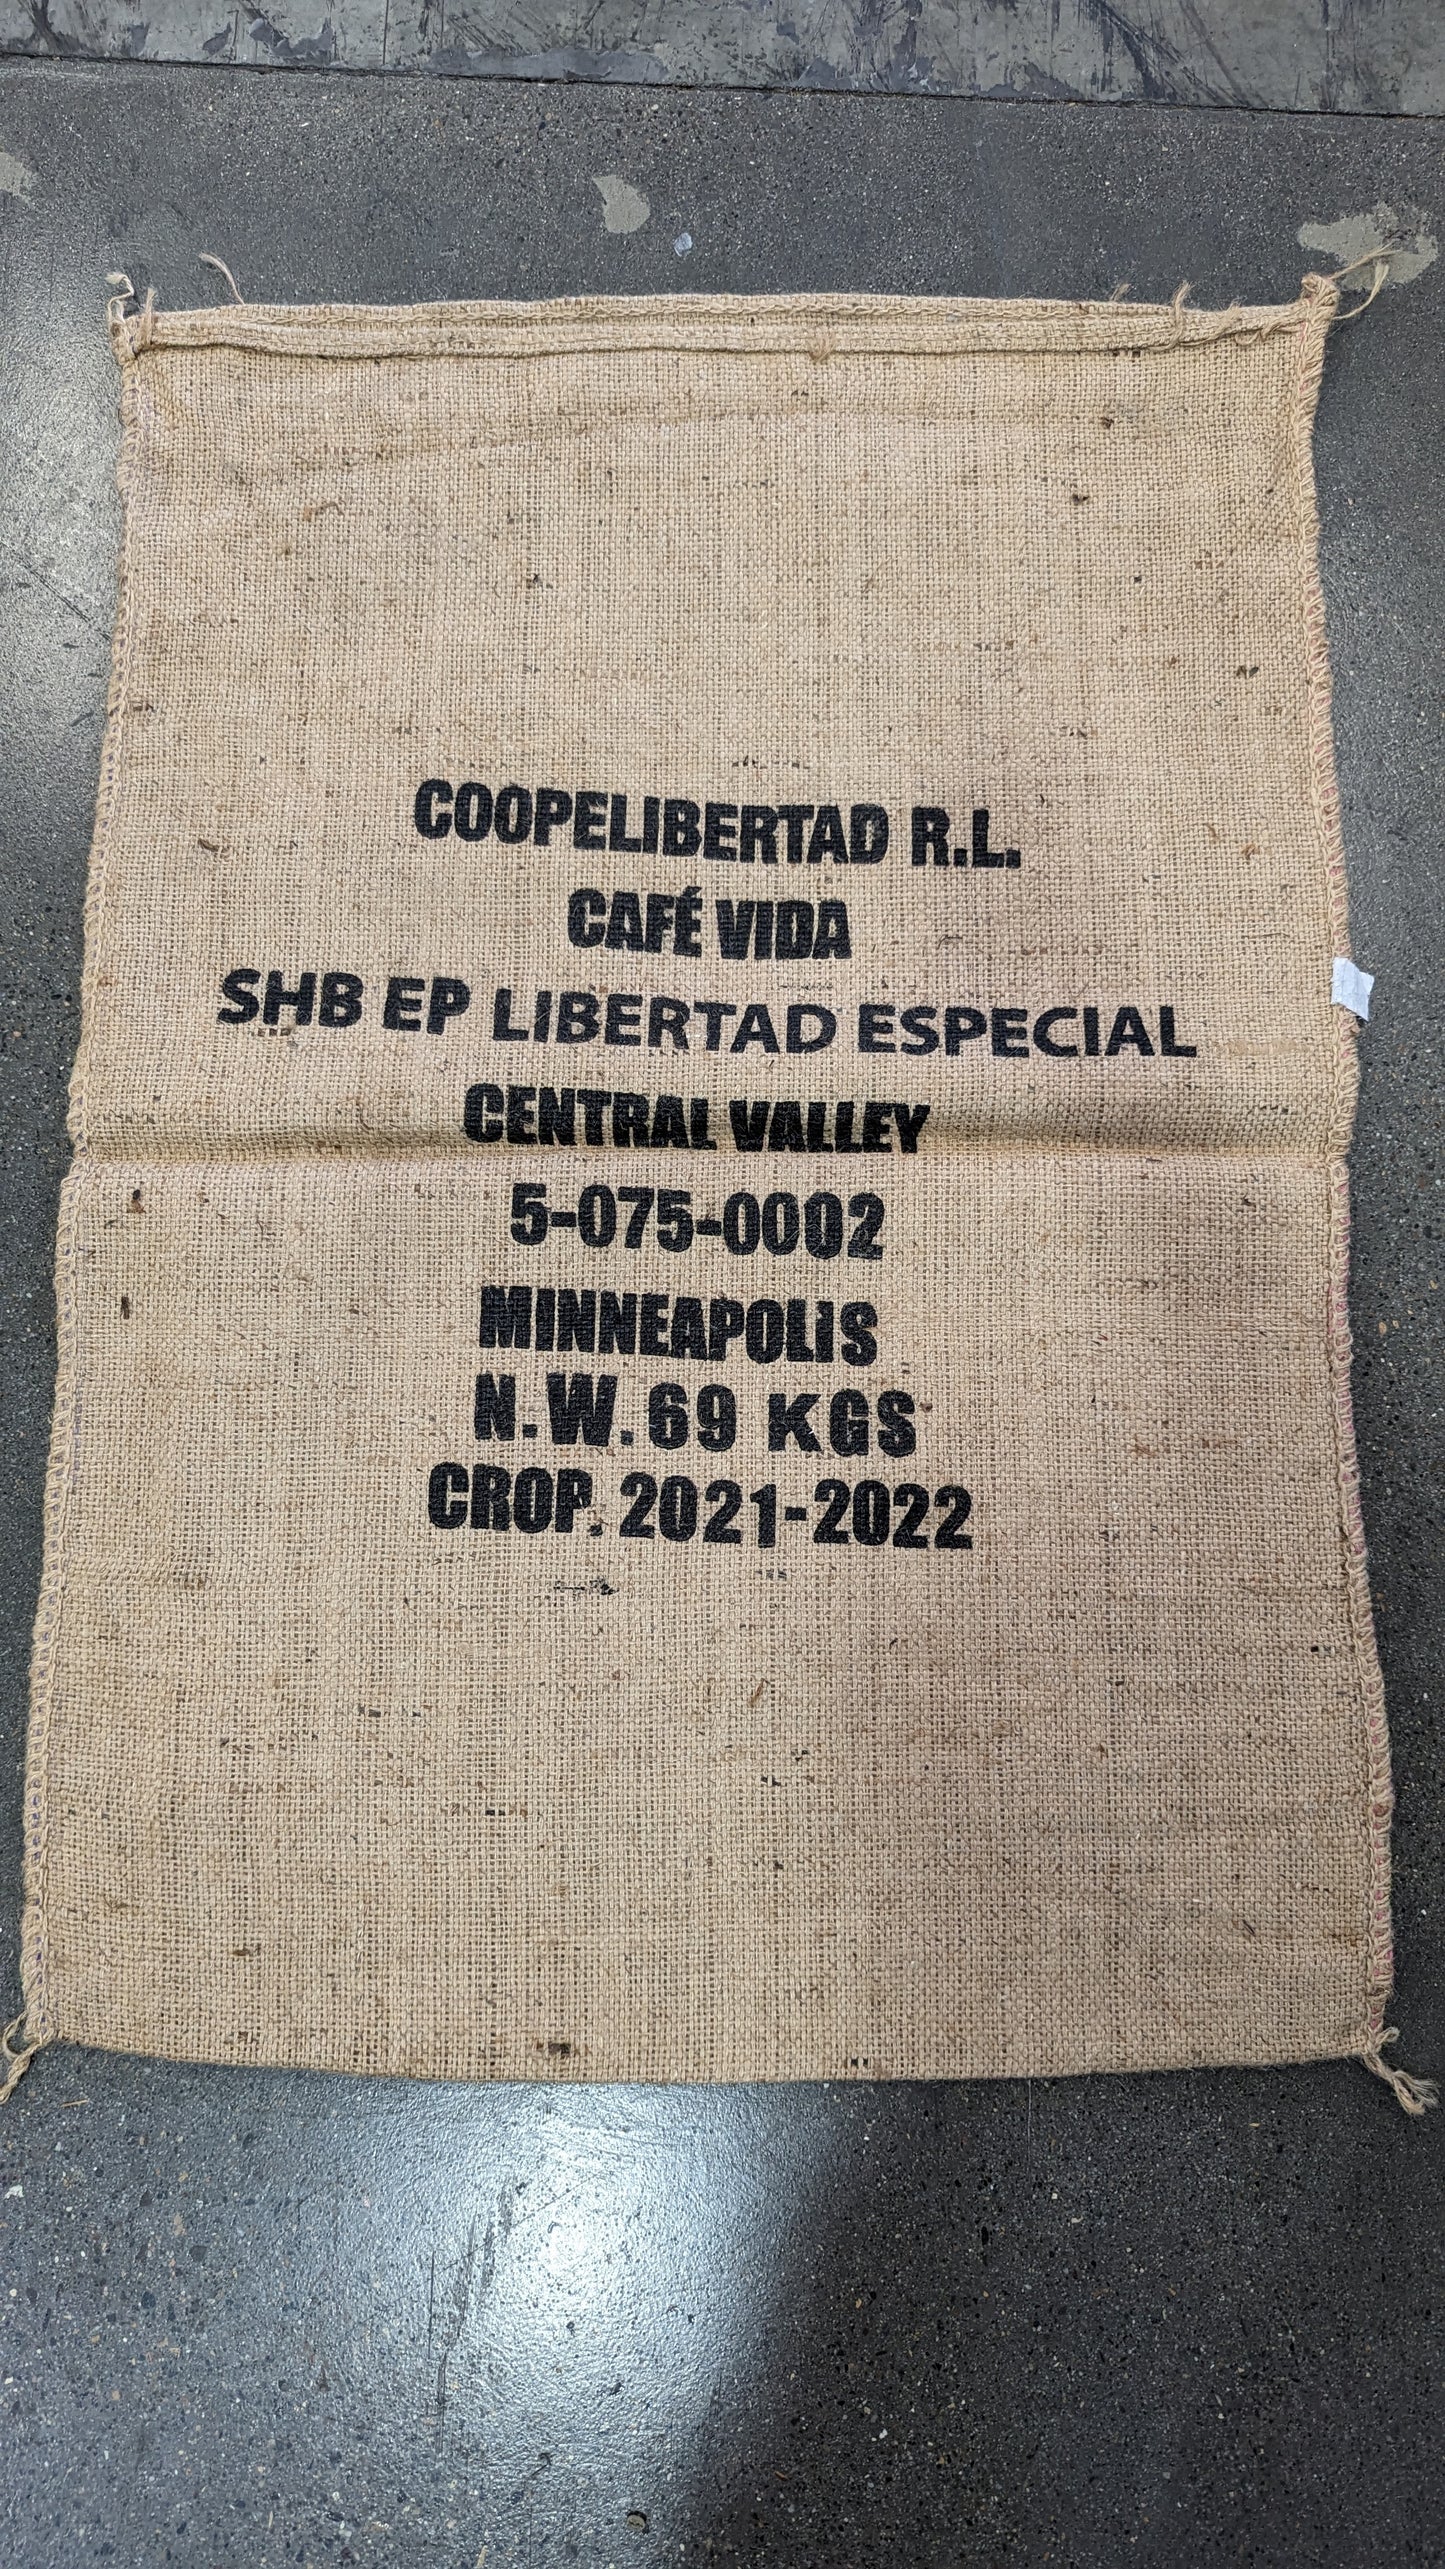 COOPELIBERTAD R.L.
CAFÉ VIDA
SHB EP LIBERTAD ESPECIAL
CENTRAL VALLEY
5-075-0002
MINNEAPOLIS
N.W. 69 KGS
CROP. 2021-2022